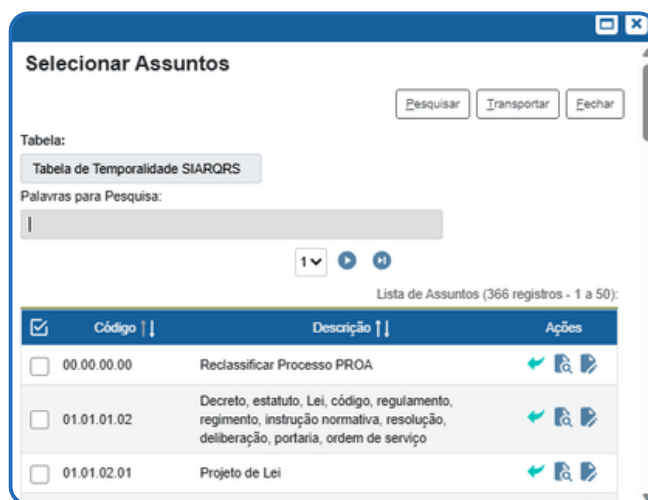 Selecionar Assuntos
Pesquisar Transportar Fechar
Tabela:
Tabela de Temporalidade SIARQRS
Palavras para Pesquisa:
1
Lista de Assuntos (366 registros - 1 a 50):
Código Descrição Ações
00.00.00.00 Reclassificar Processo PROA
Decreto, estatuto, Lei, código, regulamento,
01.01.01.02 regimento, instrução normativa, resolução,
deliberação, portaria, ordem de serviço
01.01.02.01 Projeto de Lei